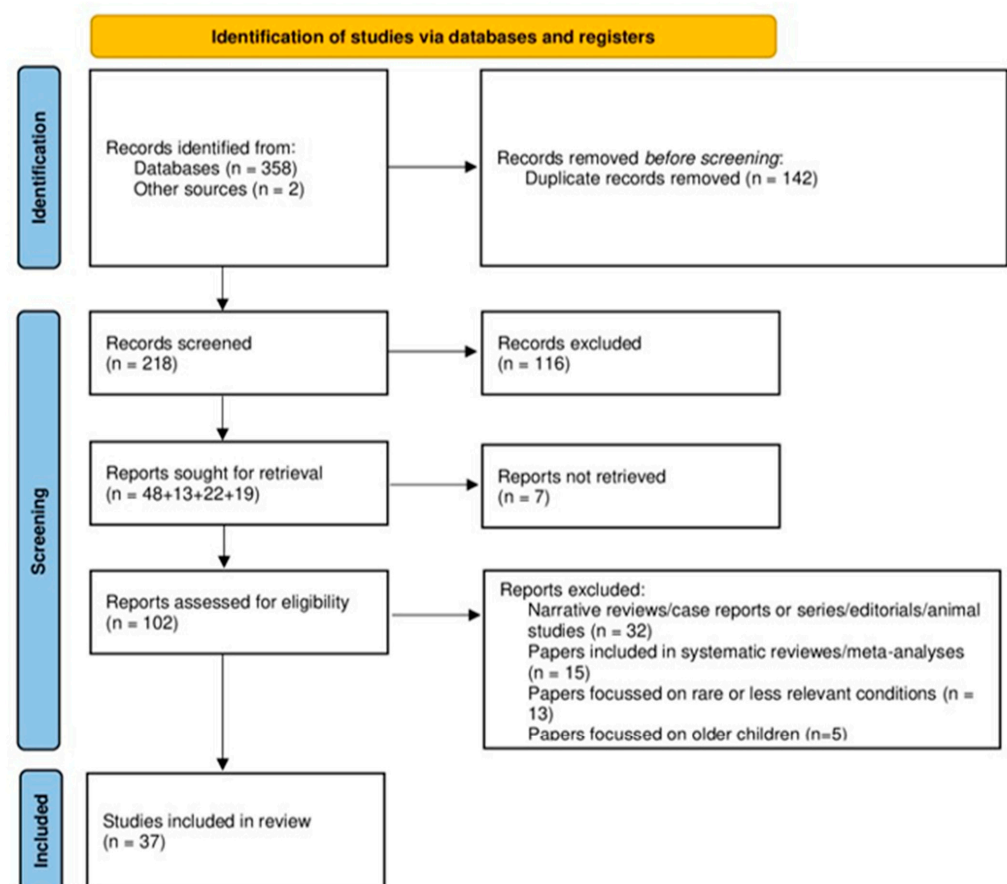 Identification of studies via databases and registers
Identification
Records identified from:
Databases (n = 358)
Other sources (n = 2)
Records removed before screening:
Duplicate records removed (n = 142)
Screening
Records screened
(n = 218)
Records excluded
(n = 116)
Reports sought for retrieval
(n = 48+13+22+19)
Reports not retrieved
(n = 7)
Reports assessed for eligibility
(n = 102)
Reports excluded:
Narrative reviews/case reports or series/editorials/animal
studies (n = 32)
Papers included in systematic reviewes/meta-analyses
(n = 15)
Papers focussed on rare or less relevant conditions (n =
13)
Papers focussed on older children (n=5)
Included
Studies included in review
(n = 37)